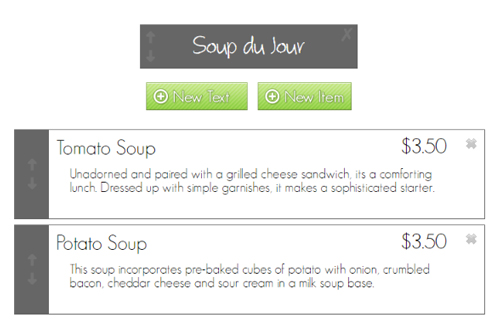 Soup du Jour
New Text
New Item
Tomato Soup
$3.50
Unadorned and paired with a grilled cheese sandwich, its a comforting
lunch. Dressed up with simple garnishes, it makes a sophisticated starter.
Potato Soup
$3.50
This soup incorporates pre-baked cubes of potato with onion, crumbled
bacon, cheddar cheese and sour cream in a milk soup base.